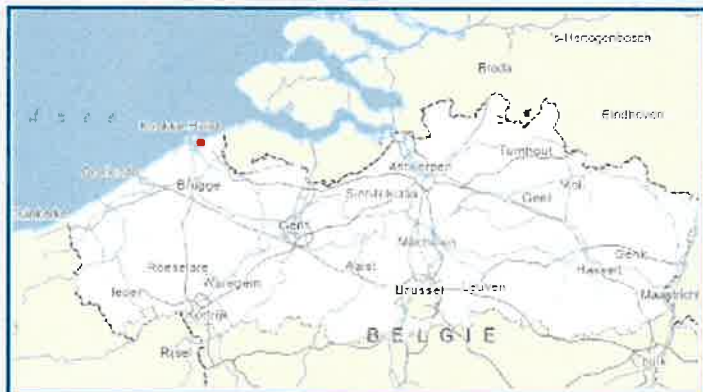 's-Hertogenbosch
Breda
Eindhoven
Knokke-Heist
Turnhout
Antwerpen
Mol
Brugge
Sint-Niklaas
Geel
Gent
Mechelen
Genk
Roeselare
Aalst
Hasselt
Waregem
Ieper
Brussel
Leuven
Maastricht
Kortrijk
BELGIE
Rijsel
Luik